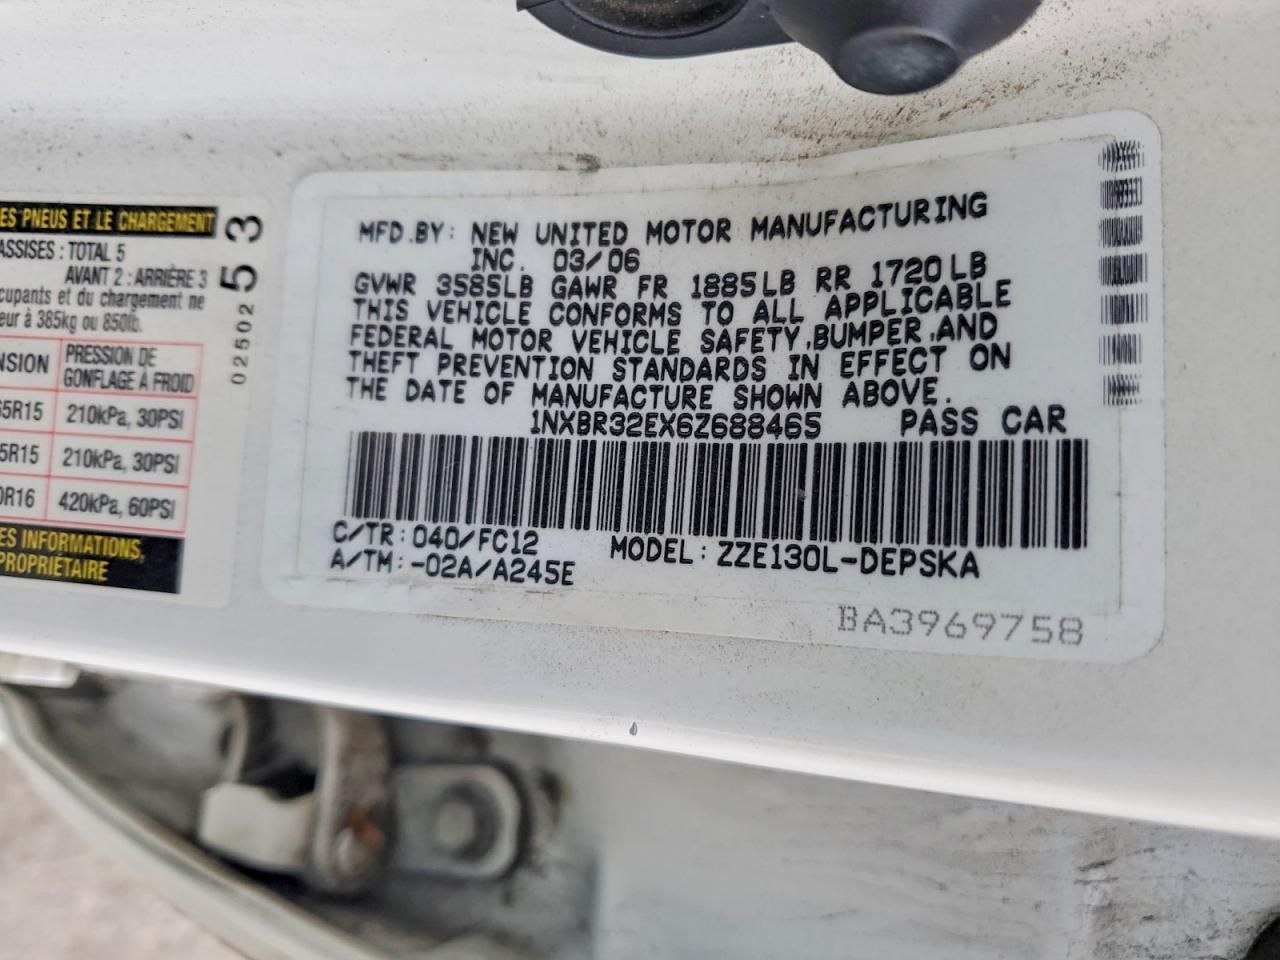 ES PNEUS ET LE CHARGEMENT
ASSISES : TOTAL 5
AVANT 2 : ARRIÈRE 3
cupants et du chargement ne
eur à 385kg ou 850lb.
NSION
PRESSION DE
GONFLAGE À FROID
65R15
210kPa, 30PSI
5R15
210kPa, 30PSI
0R16
420kPa, 60PSI
ES INFORMATIONS,
PROPRIÉTAIRE
02502 53
MFD.BY: NEW UNITED MOTOR MANUFACTURING
INC. 03/06
GVWR 3585LB GAWR FR 1885LB RR 1720LB
THIS VEHICLE CONFORMS TO ALL APPLICABLE
FEDERAL MOTOR VEHICLE SAFETY,BUMPER,AND
THEFT PREVENTION STANDARDS IN EFFECT ON
THE DATE OF MANUFACTURE SHOWN ABOVE.
1NXBR32EX6Z688465 PASS CAR
C/TR: 040/FC12
MODEL: ZZE130L-DEPSKA
A/TM:-02A/A245E
BA3969758